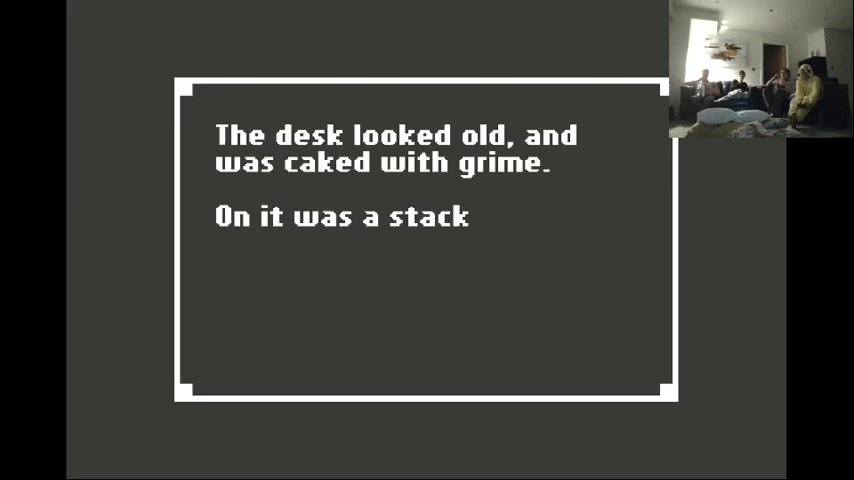 The desk looked old, and
was caked with grime.
On it was a stack